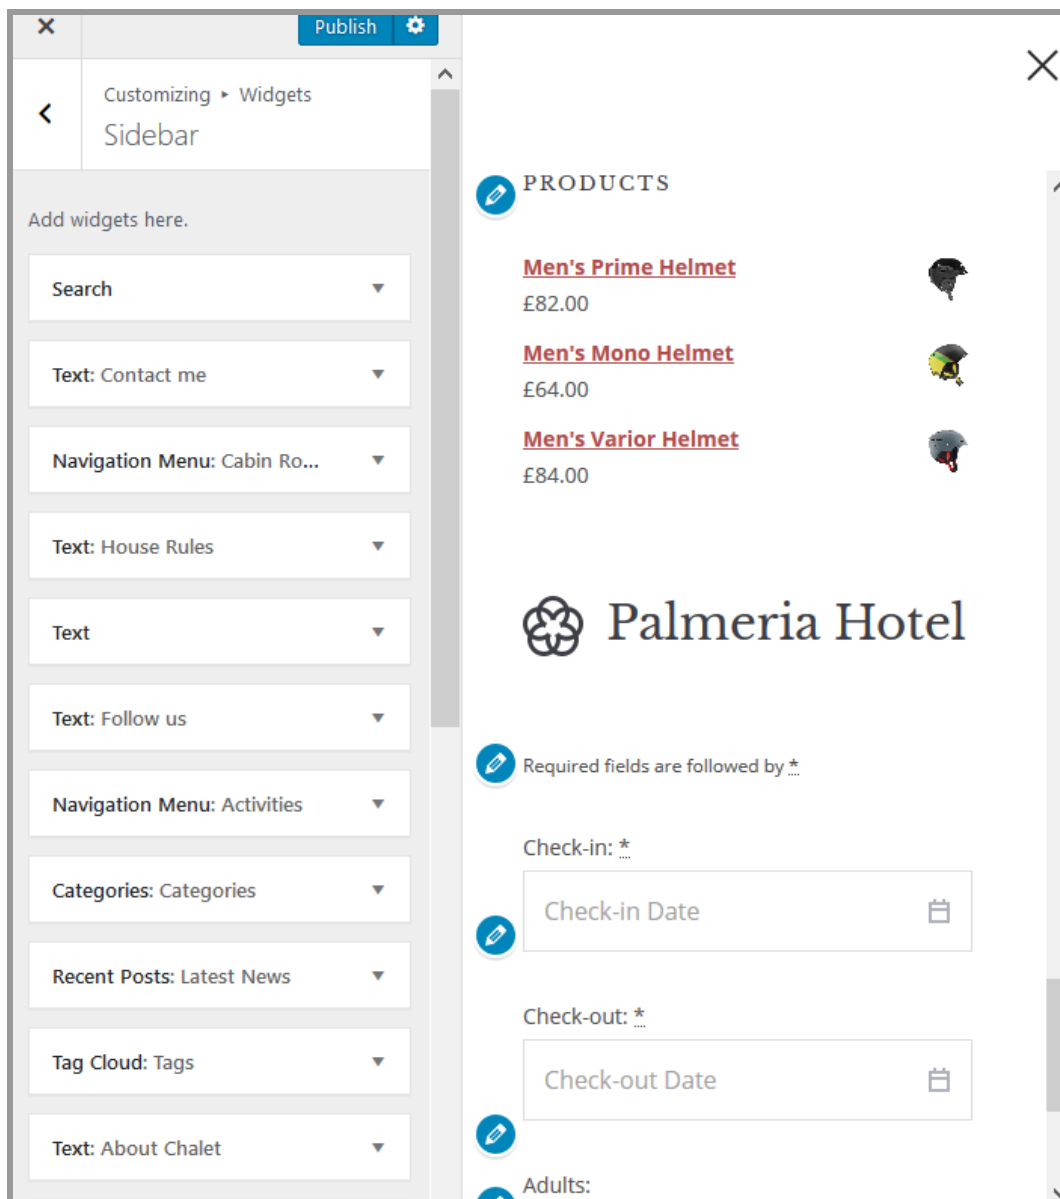 Publish
Customizing ▸ Widgets
Sidebar
Add widgets here.
Search
Text: Contact me
Navigation Menu: Cabin Ro...
Text: House Rules
Text
Text: Follow us
Navigation Menu: Activities
Categories: Categories
Recent Posts: Latest News
Tag Cloud: Tags
Text: About Chalet
PRODUCTS
Men's Prime Helmet
£82.00
Men's Mono Helmet
£64.00
Men's Varior Helmet
£84.00
Palmeria Hotel
Required fields are followed by *
Check-in: *
Check-in Date
Check-out: *
Check-out Date
Adults: